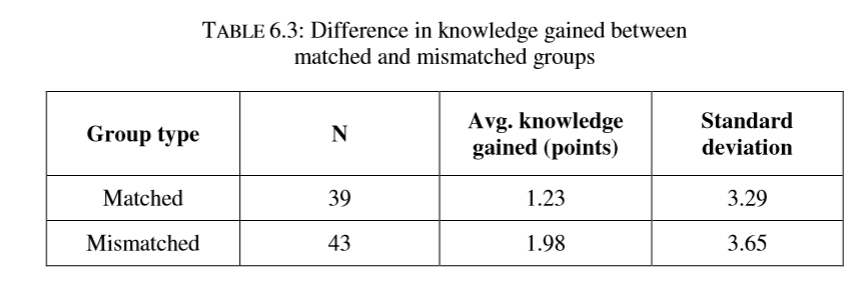 TABLE 6.3: Difference in knowledge gained between
matched and mismatched groups
Group type N Avg. knowledge gained (points) Standard deviation
Matched 39 1.23 3.29
Mismatched 43 1.98 3.65